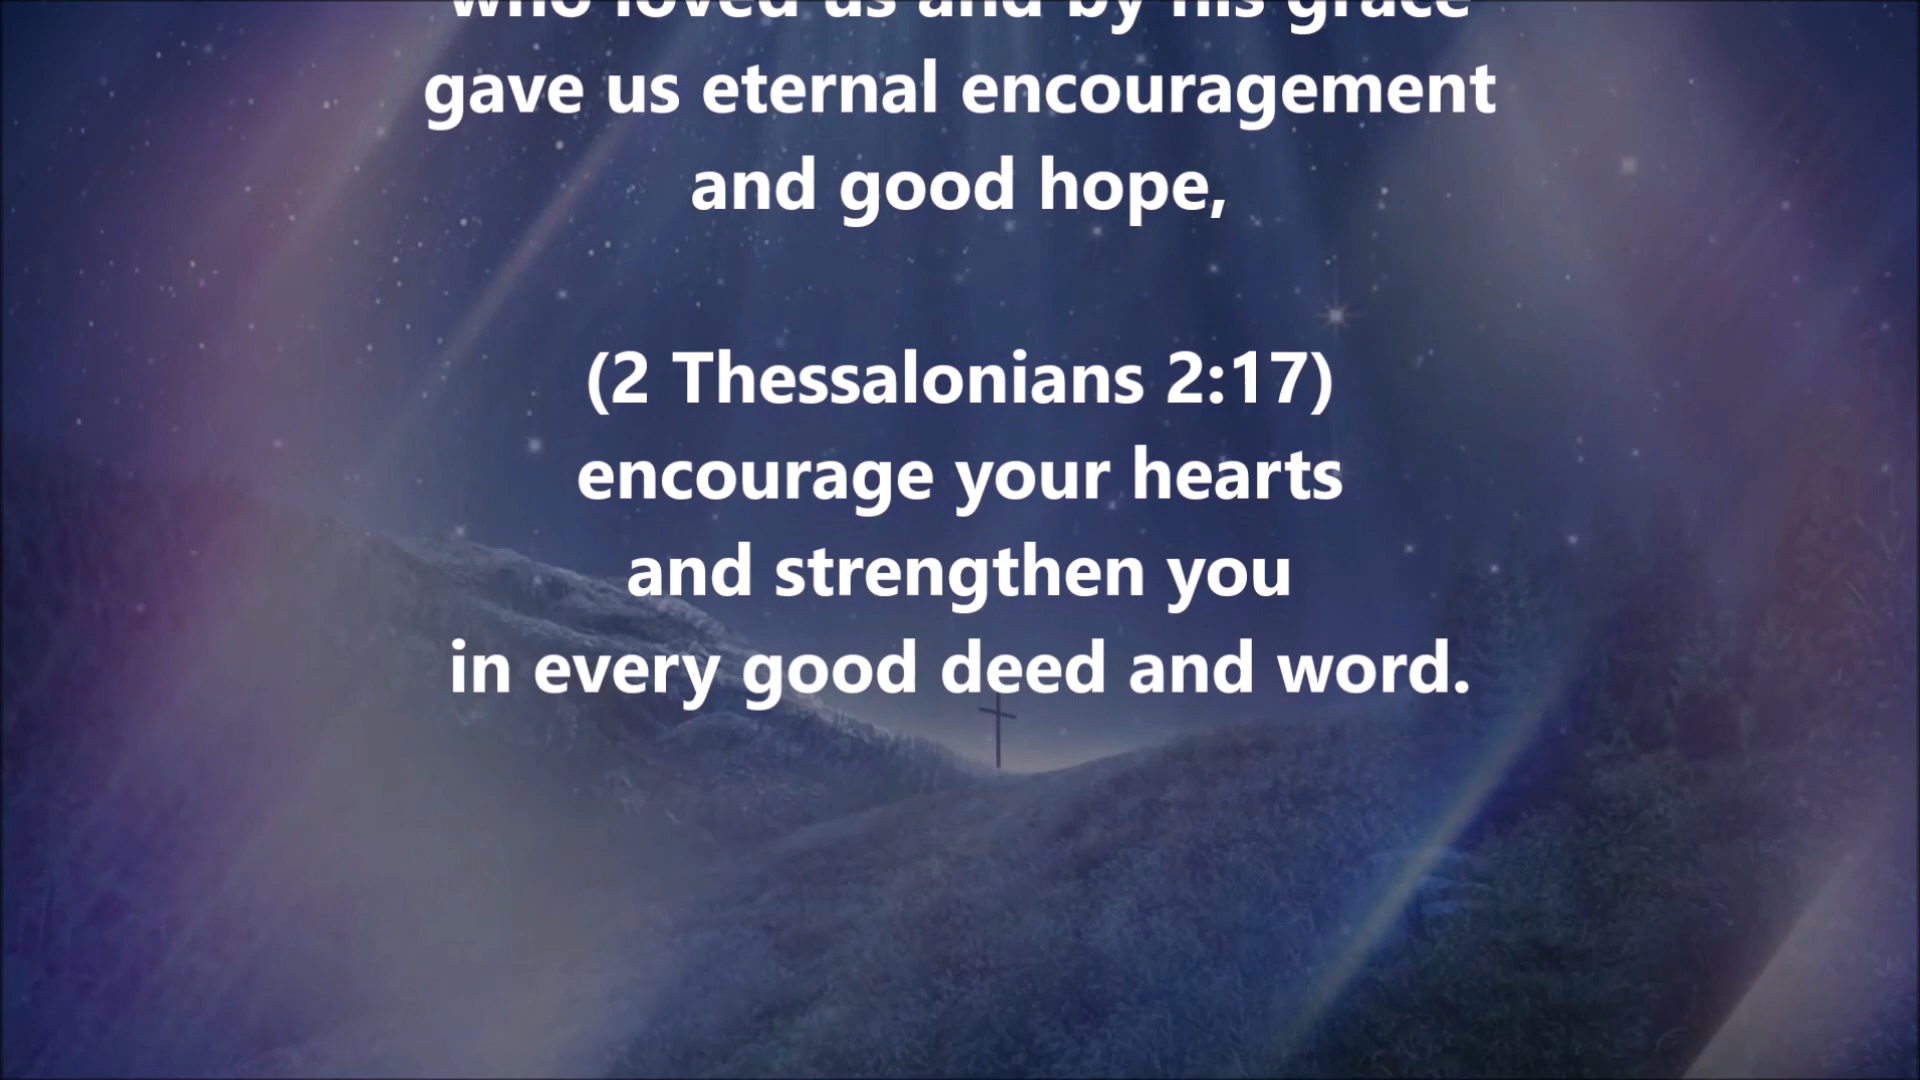 who loved us and by his grace
gave us eternal encouragement
and good hope,
(2 Thessalonians 2:17)
encourage your hearts
and strengthen you
in every good deed and word.